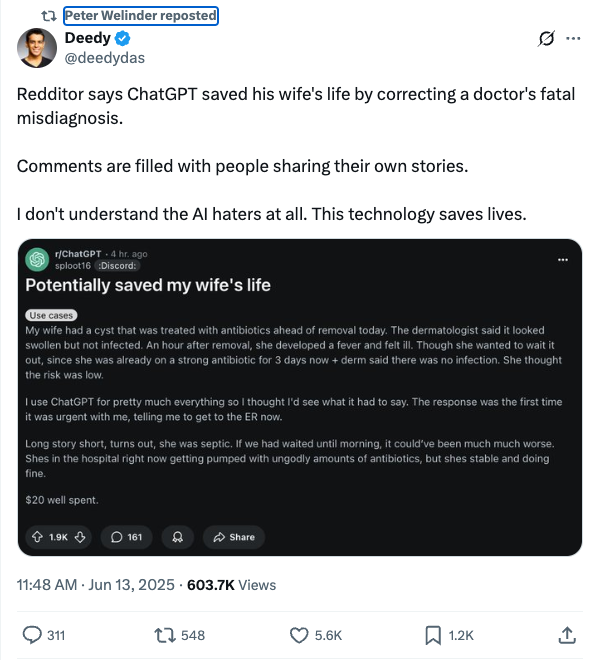 Peter Welinder reposted
Deedy
@deedydas
Redditor says ChatGPT saved his wife's life by correcting a doctor's fatal
misdiagnosis.
Comments are filled with people sharing their own stories.
I don't understand the AI haters at all. This technology saves lives.
r/ChatGPT · 4 hr. ago
sploot16 :Discord:
Potentially saved my wife's life
Use cases
My wife had a cyst that was treated with antibiotics ahead of removal today. The dermatologist said it looked
swollen but not infected. An hour after removal, she developed a fever and felt ill. Though she wanted to wait it
out, since she was already on a strong antibiotic for 3 days now + derm said there was no infection. She thought
the risk was low.
I use ChatGPT for pretty much everything so I thought I'd see what it had to say. The response was the first time
it was urgent with me, telling me to get to the ER now.
Long story short, turns out, she was septic. If we had waited until morning, it could've been much much worse.
Shes in the hospital right now getting pumped with ungodly amounts of antibiotics, but shes stable and doing
fine.
$20 well spent.
1.9K
161
Share
11:48 AM · Jun 13, 2025 · 603.7K Views
311
548
5.6K
1.2K